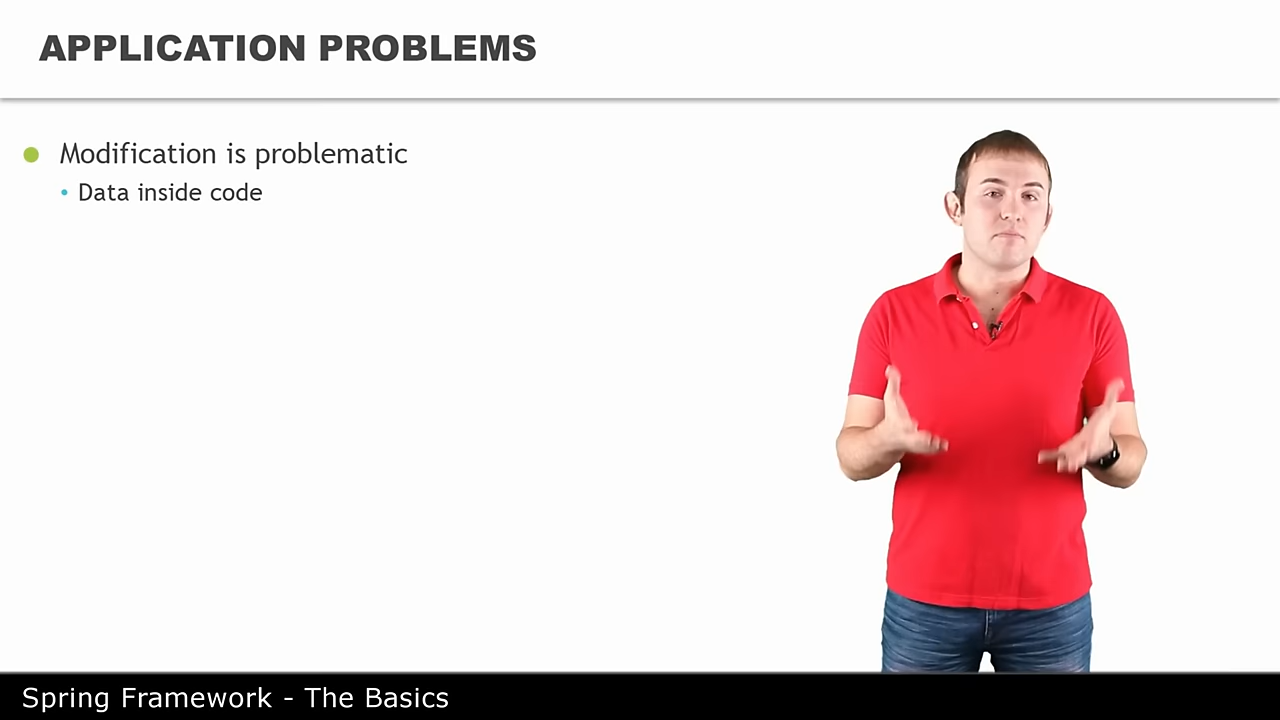 APPLICATION PROBLEMS
Modification is problematic
Data inside code
Spring Framework - The Basics